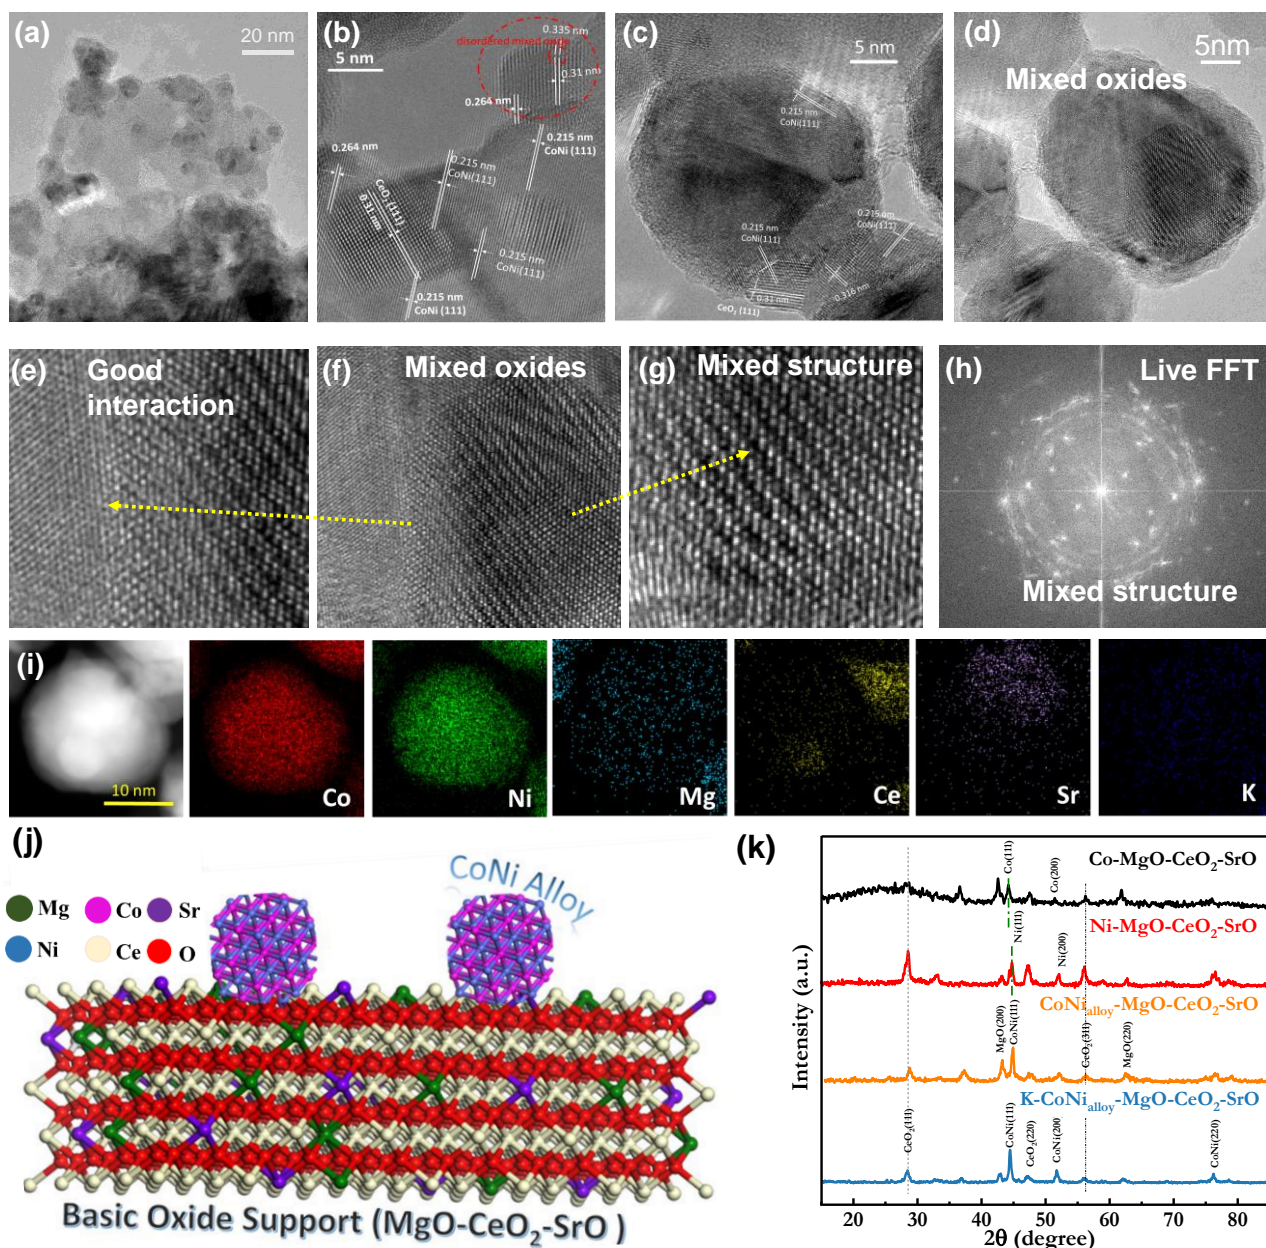 (a)
20 nm
(b)
5 nm
disordered mixed oxide
0.335 nm
0.31 nm
0.264 nm
0.215 nm
CoNi (111)
0.264 nm
0.215 nm
CoNi(111)
CeO₂ (111)
0.31 nm
0.215 nm
CoNi(111)
0.215 nm
CoNi (111)
(c)
5 nm
0.215 nm
CoNi(111)
0.215 nm
CoNi(111)
0.215 nm
CoNi(111)
0.31 nm
0.316 nm
CeO₂ (111)
(d)
5nm
Mixed oxides
(e)
Good
interaction
(f)
Mixed oxides
(g)
Mixed structure
(h)
Live FFT
Mixed structure
(i)
10 nm
Co
Ni
Mg
Ce
Sr
K
(j)
CoNi Alloy
Mg
Co
Sr
Ni
Ce
O
Basic Oxide Support (MgO-CeO₂-SrO )
(k)
Co-MgO-CeO₂-SrO
Co(111)
Co(200)
Ni-MgO-CeO₂-SrO
Ni(111)
Ni(200)
CoNi alloy-MgO-CeO₂-SrO
MgO(200)
CoNi(111)
CeO₂(311)
MgO(220)
K-CoNi alloy-MgO-CeO₂-SrO
CeO₂(111)
CoNi(111)
CeO₂(220)
CoNi(200)
CoNi(220)
Intensity (a.u.)
20 30 40 50 60 70 80
2θ (degree)